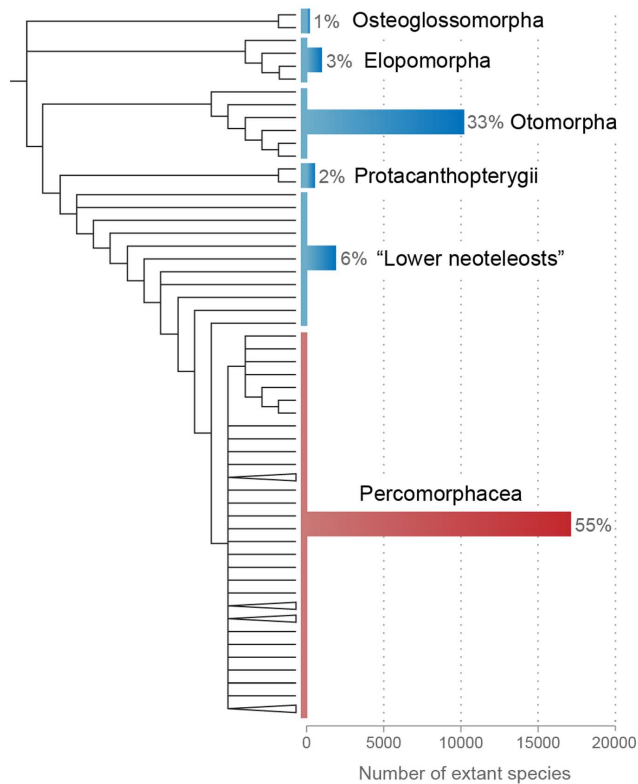 1% Osteoglossomorpha
3% Elopomorpha
33% Otomorpha
2% Protacanthopterygii
6% “Lower neoteleosts”
Percomorphacea
55%
0 5000 10000 15000 20000
Number of extant species